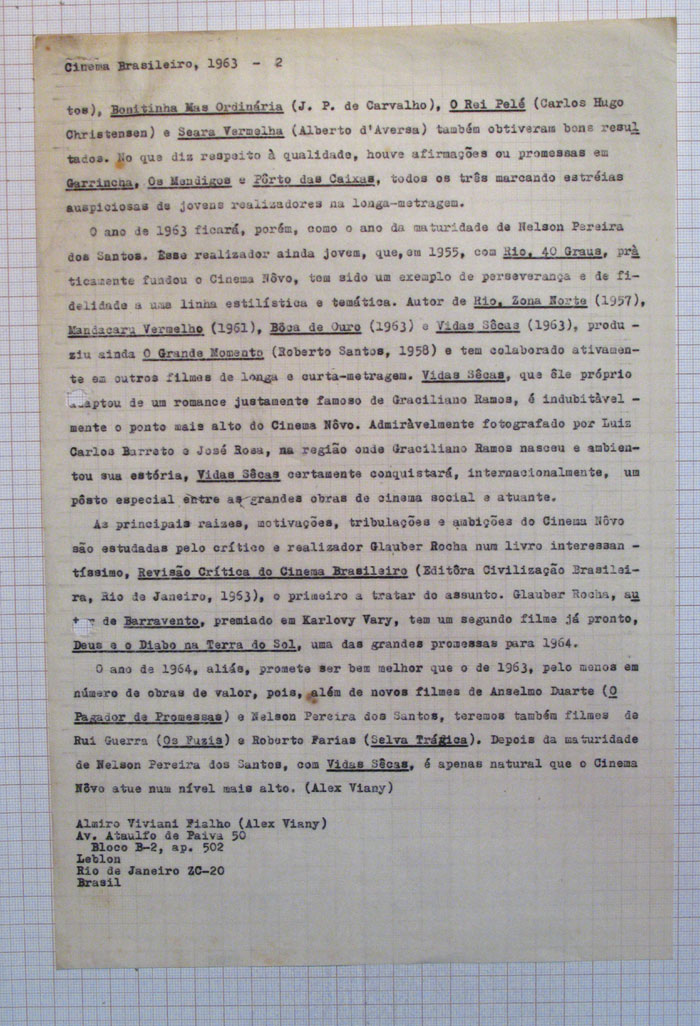 Cinema Brasileiro, 1963 - 2
tos), Bonitinha Mas Ordinária (J. P. de Carvalho), O Rei Pelé (Carlos Hugo
Christensen) e Seara Vermelha (Alberto d'Aversa) também obtiveram bons resul
tados. No que diz respeito à qualidade, houve afirmações ou promessas em
Garrincha, Os Mendigos e Pôrto das Caixas, todos os três marcando estréias
auspiciosas de jovens realizadores na longa-metragem.
O ano de 1963 ficará, porém, como o ano da maturidade de Nelson Pereira
dos Santos. Esse realizador ainda jovem, que, em 1955, com Rio, 40 Graus, prà
ticamente fundou o Cinema Nôvo, tem sido um exemplo de perseverança e de fi-
delidade a uma linha estilística e temática. Autor de Rio, Zona Norte (1957),
Mandacaru Vermelho (1961), Bôca de Ouro (1963) e Vidas Sêcas (1963), produ -
ziu ainda O Grande Momento (Roberto Santos, 1958) e tem colaborado ativamen-
te em outros filmes de longa e curta-metragem. Vidas Sêcas, que êle próprio
adaptou de um romance justamente famoso de Graciliano Ramos, é indubitàvel -
mente o ponto mais alto do Cinema Nôvo. Admiràvelmente fotografado por Luiz
Carlos Barreto e José Rosa, na região onde Graciliano Ramos nasceu e ambien-
tou sua estória, Vidas Sêcas certamente conquistará, internacionalmente, um
pôsto especial entre as grandes obras de cinema social e atuante.
As principais raizes, motivações, tribulações e ambições do Cinema Nôvo
são estudadas pelo crítico e realizador Glauber Rocha num livro interessan -
tíssimo, Revisão Crítica do Cinema Brasileiro (Editôra Civilização Brasilei-
ra, Rio de Janeiro, 1963), o primeiro a tratar do assunto. Glauber Rocha, au
tor de Barravento, premiado em Karlovy Vary, tem um segundo filme já pronto,
Deus e o Diabo na Terra do Sol, uma das grandes promessas para 1964.
O ano de 1964, aliás, promete ser bem melhor que o de 1963, pelo menos em
número de obras de valor, pois, além de novos filmes de Anselmo Duarte (O
Pagador de Promessas) e Nelson Pereira dos Santos, teremos também filmes de
Rui Guerra (Os Fuzis) e Roberto Farias (Selva Trágica). Depois da maturidade
de Nelson Pereira dos Santos, com Vidas Sêcas, é apenas natural que o Cinema
Nôvo atue num nível mais alto. (Alex Viany)
Almiro Viviani Fialho (Alex Viany)
Av. Ataulfo de Paiva 50
Bloco B-2, ap. 502
Leblon
Rio de Janeiro ZC-20
Brasil